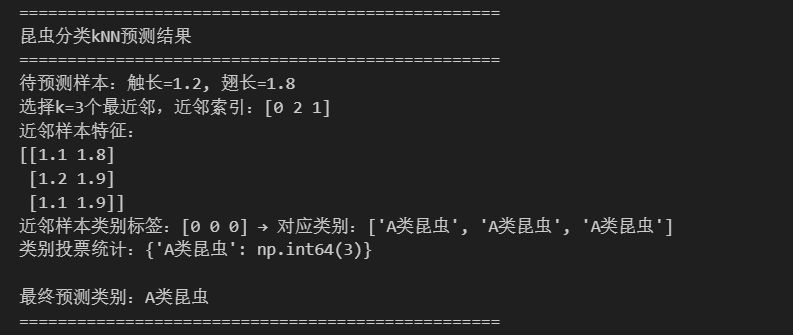 ==================================================
昆虫分类kNN预测结果
==================================================
待预测样本：触长=1.2, 翅长=1.8
选择k=3个最近邻，近邻索引：[0 2 1]
近邻样本特征：
[[1.1 1.8]
 [1.2 1.9]
 [1.1 1.9]]
近邻样本类别标签：[0 0 0] → 对应类别：['A类昆虫', 'A类昆虫', 'A类昆虫']
类别投票统计：{'A类昆虫': np.int64(3)}
最终预测类别：A类昆虫
==================================================